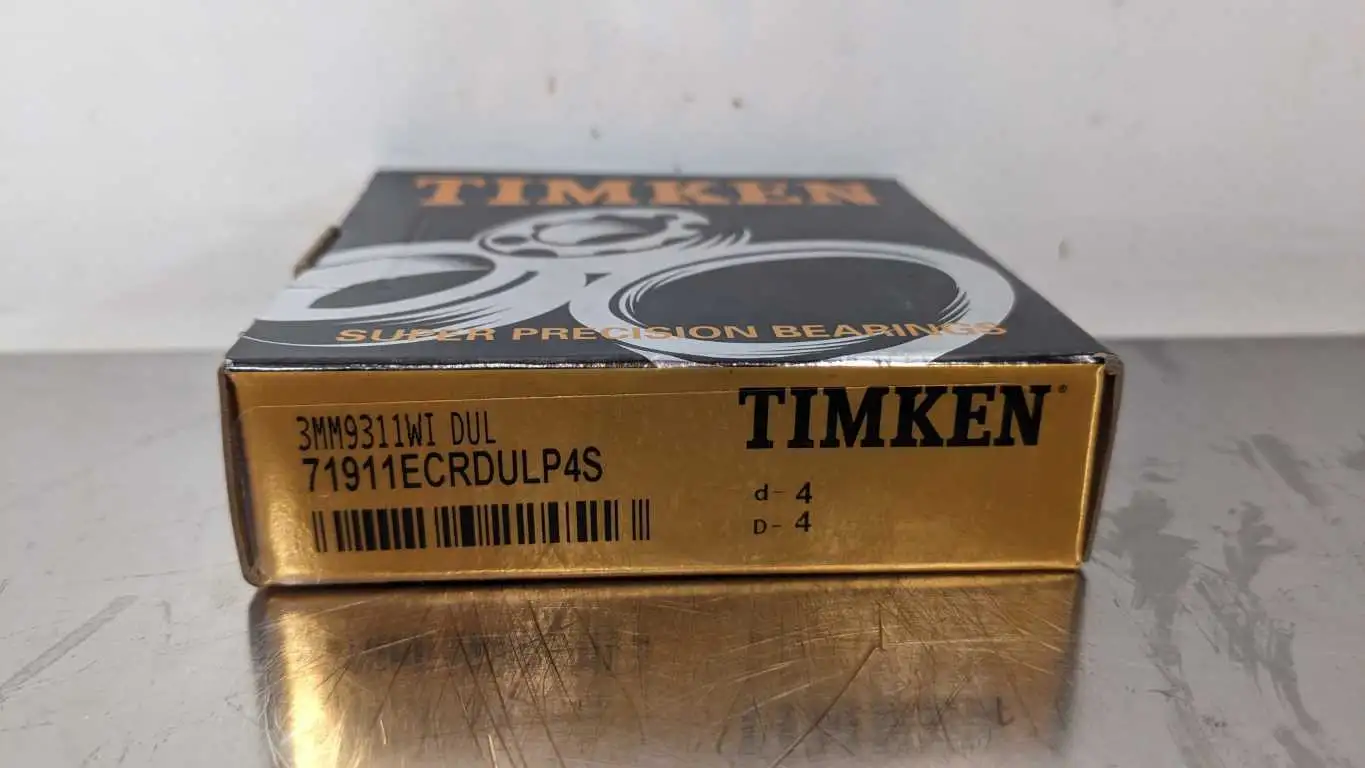 TIMKEN
SUPER PRECISION BEARINGS
3MM9311WI DUL
71911ECRDULP4S
TIMKEN®
d- 4
D- 4